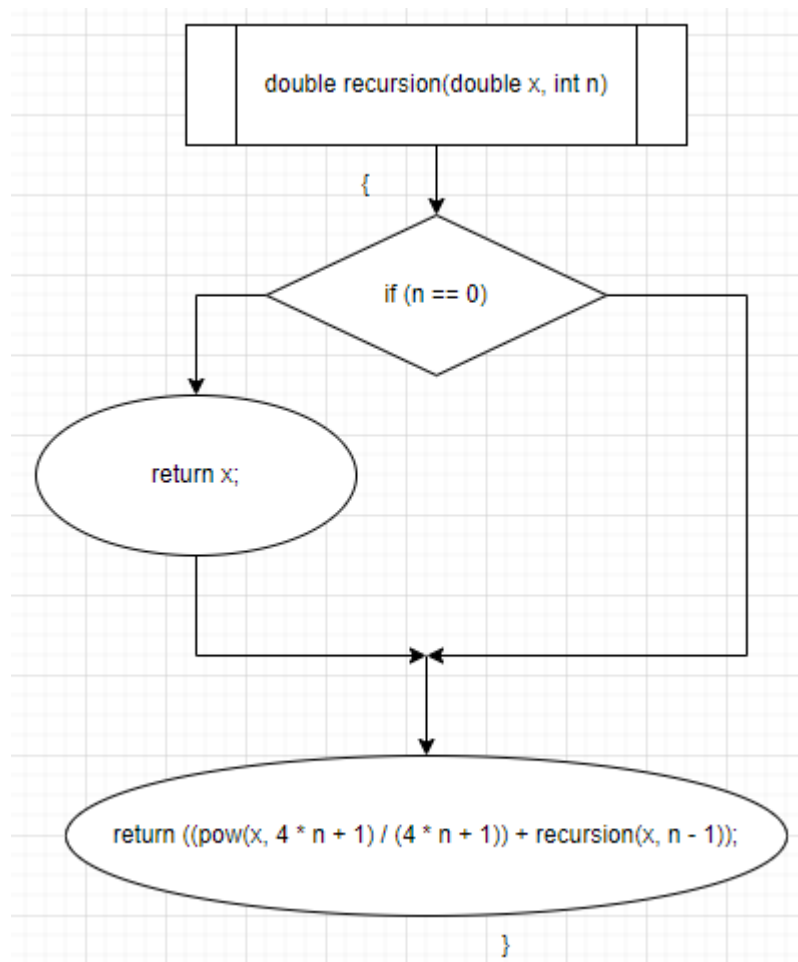 double recursion(double x, int n)
{
if (n == 0)
return x;
return ((pow(x, 4 * n + 1) / (4 * n + 1)) + recursion(x, n - 1));
}